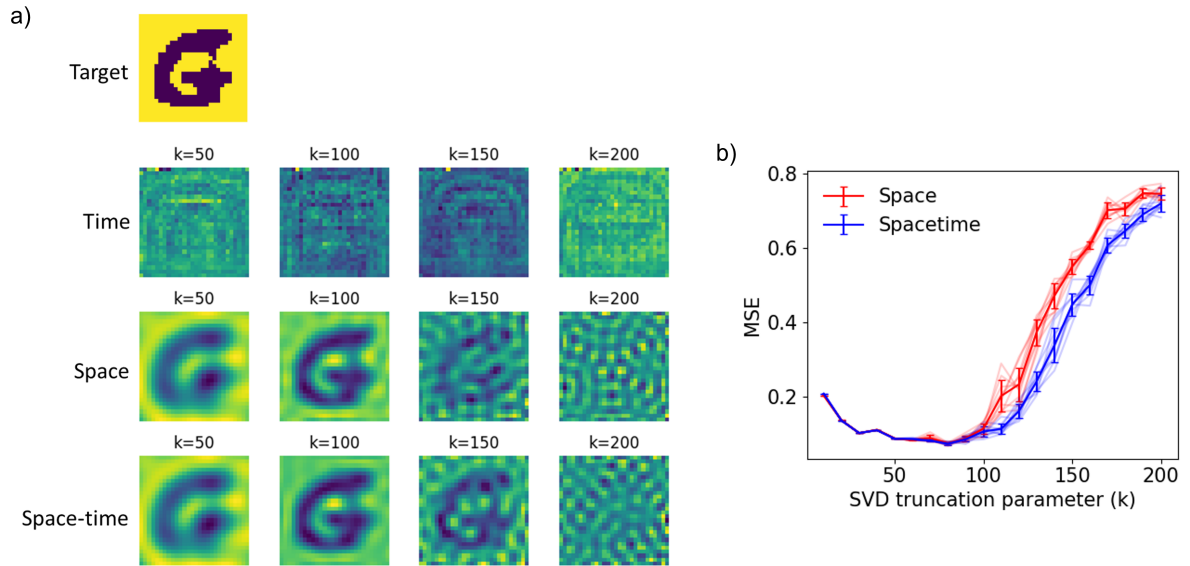 a)
Target
k=50 k=100 k=150 k=200
Time
k=50 k=100 k=150 k=200
Space
k=50 k=100 k=150 k=200
Space-time
b)
0.8
0.6
0.4
0.2
MSE
Space
Spacetime
50 100 150 200
SVD truncation parameter (k)